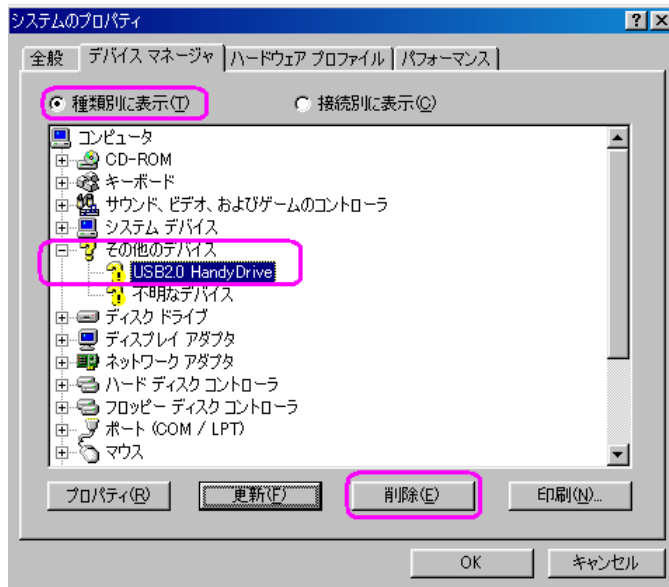 システムのプロパティ
全般 デバイス マネージャ ハードウェア プロファイル パフォーマンス
種類別に表示(T) 接続別に表示(C)
コンピュータ
CD-ROM
キーボード
サウンド、ビデオ、およびゲームのコントローラ
システム デバイス
その他のデバイス
USB2.0 HandyDrive
不明なデバイス
ディスク ドライブ
ディスプレイ アダプタ
ネットワーク アダプタ
ハード ディスク コントローラ
フロッピー ディスク コントローラ
ポート (COM / LPT)
マウス
プロパティ(R) 更新(F) 削除(E) 印刷(N)...
OK キャンセル